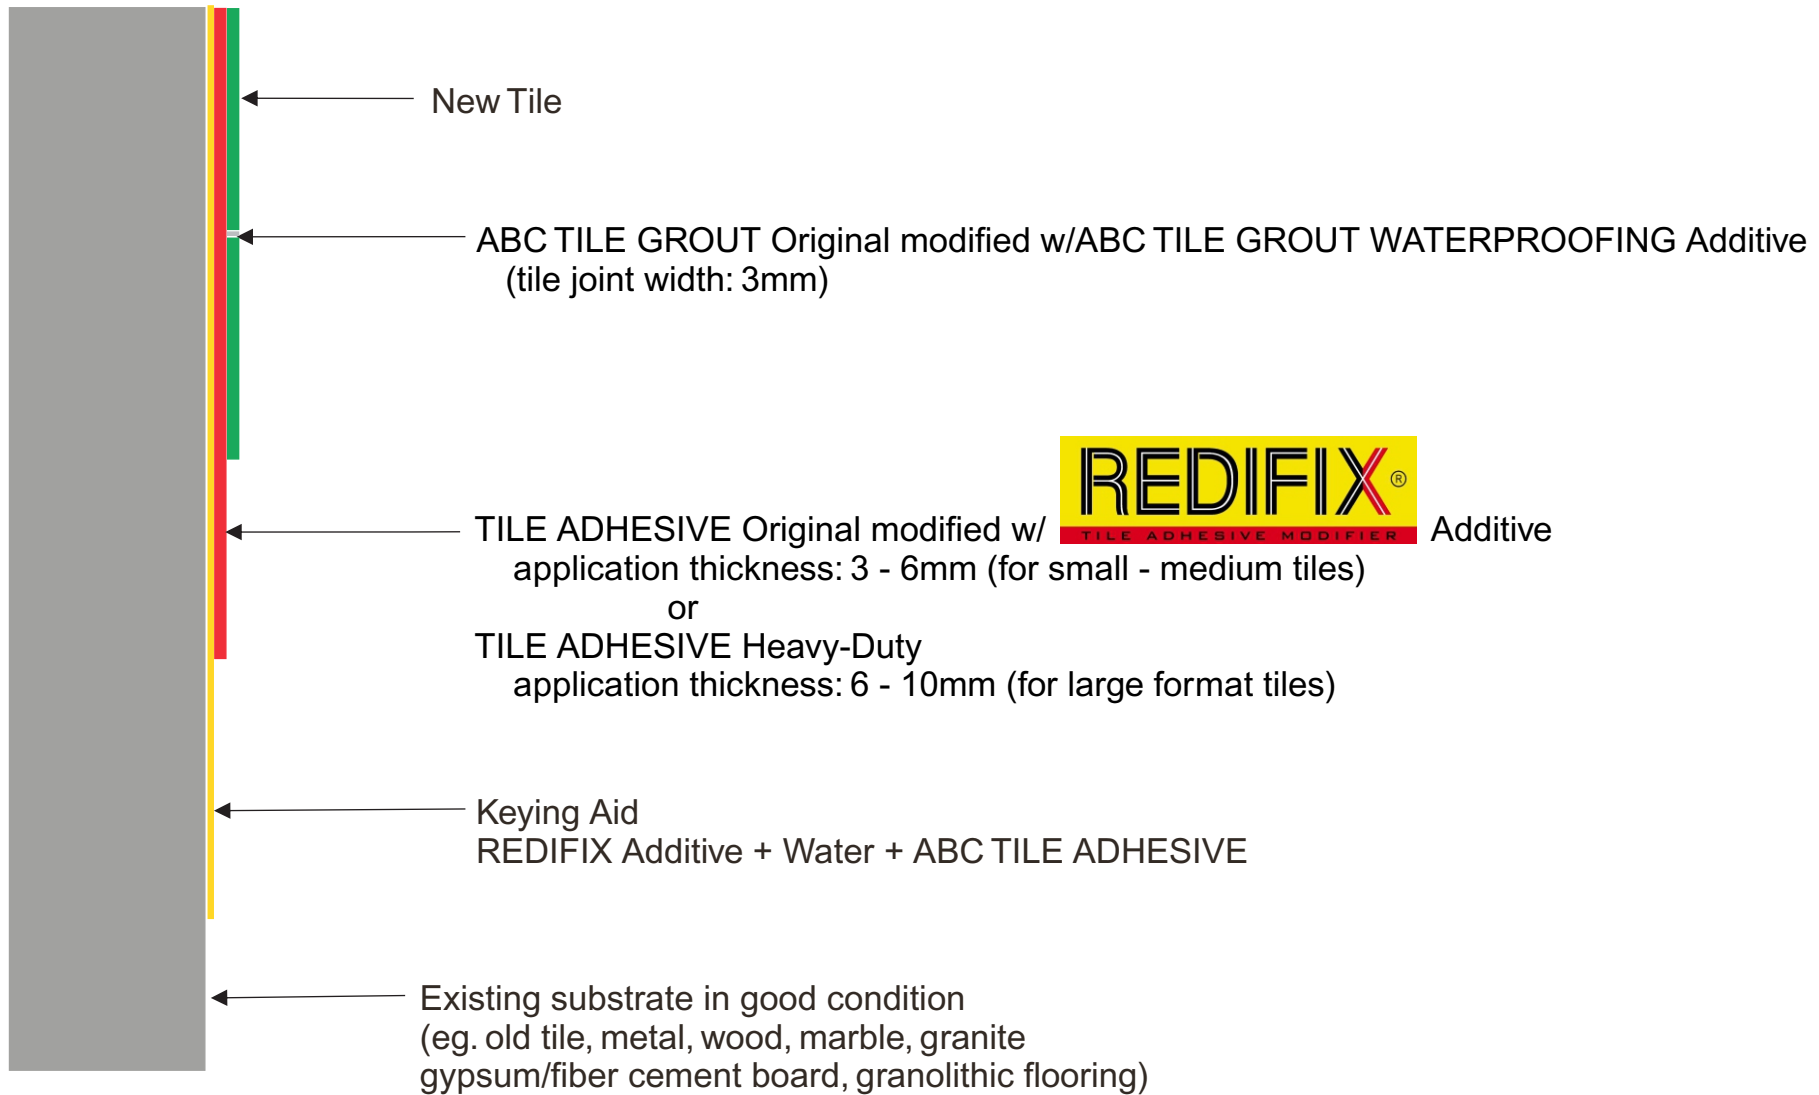 New Tile
ABC TILE GROUT Original modified w/ABC TILE GROUT WATERPROOFING Additive
(tile joint width: 3mm)
REDIFIX®
TILE ADHESIVE MODIFIER
TILE ADHESIVE Original modified w/ Additive
application thickness: 3 - 6mm (for small - medium tiles)
or
TILE ADHESIVE Heavy-Duty
application thickness: 6 - 10mm (for large format tiles)
Keying Aid
REDIFIX Additive + Water + ABC TILE ADHESIVE
Existing substrate in good condition
(eg. old tile, metal, wood, marble, granite
gypsum/fiber cement board, granolithic flooring)